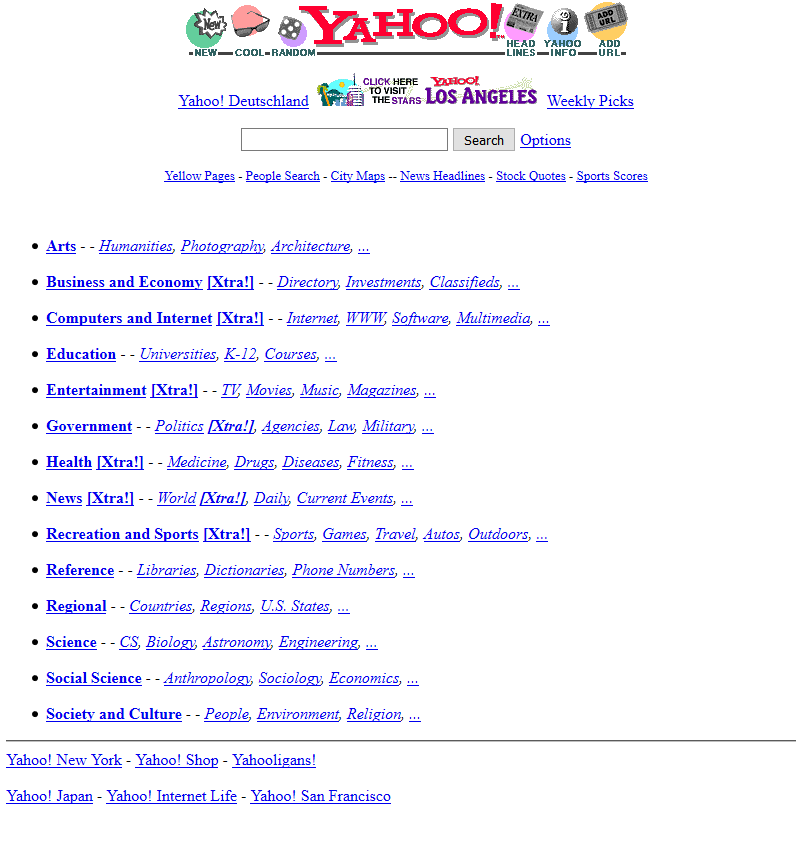 New EXTRA i ADD URL
YAHOO!™
NEW COOL RANDOM HEAD LINES YAHOO INFO ADD URL
Yahoo! Deutschland CLICK HERE TO VISIT THE STARS YAHOO! LOS ANGELES Weekly Picks
Search Options
Yellow Pages - People Search - City Maps -- News Headlines - Stock Quotes - Sports Scores
• Arts - - Humanities, Photography, Architecture, ...
• Business and Economy [Xtra!] - - Directory, Investments, Classifieds, ...
• Computers and Internet [Xtra!] - - Internet, WWW, Software, Multimedia, ...
• Education - - Universities, K-12, Courses, ...
• Entertainment [Xtra!] - - TV, Movies, Music, Magazines, ...
• Government - - Politics [Xtra!], Agencies, Law, Military, ...
• Health [Xtra!] - - Medicine, Drugs, Diseases, Fitness, ...
• News [Xtra!] - - World [Xtra!], Daily, Current Events, ...
• Recreation and Sports [Xtra!] - - Sports, Games, Travel, Autos, Outdoors, ...
• Reference - - Libraries, Dictionaries, Phone Numbers, ...
• Regional - - Countries, Regions, U.S. States, ...
• Science - - CS, Biology, Astronomy, Engineering, ...
• Social Science - - Anthropology, Sociology, Economics, ...
• Society and Culture - - People, Environment, Religion, ...
Yahoo! New York - Yahoo! Shop - Yahooligans!
Yahoo! Japan - Yahoo! Internet Life - Yahoo! San Francisco